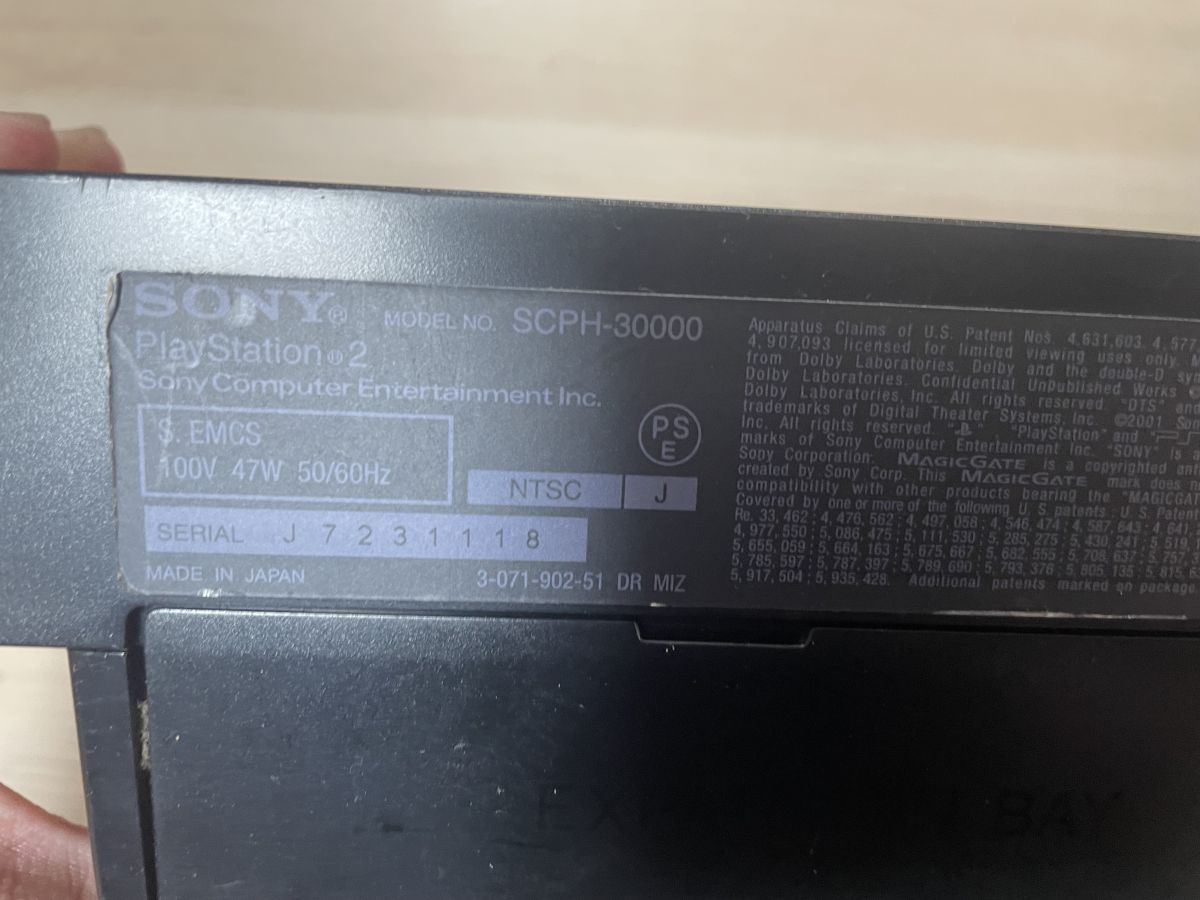 SONY®
MODEL NO. SCPH-30000
PlayStation®2
Sony Computer Entertainment Inc.
S. EMCS
100V 47W 50/60Hz
PS
E
NTSC J
SERIAL J7231118
MADE IN JAPAN
3-071-902-51 DR MIZ
Apparatus Claims of U.S. Patent Nos. 4,631,603, 4,577,
4,907,093 licensed for limited viewing uses only.
from Dolby Laboratories. Dolby and the double-D
Dolby Laboratories. Confidential Unpublished Works
Dolby Laboratories, Inc. All rights reserved. "DTS"
trademarks of Digital Theater Systems, Inc. ©2001
Inc. All rights reserved. " ", "PlayStation" and "
marks of Sony Computer Entertainment Inc. "SONY" is a
Sony Corporation. MAGICGATE is a copyrighted and
created by Sony Corp. This MAGICGATE mark does
compatibility with other products bearing the "MAGICGA
Covered by one or more of the following U.S. patents: U.S. Patent
Re. 33,462; 4,476,562; 4,497,058; 4,546,474; 4,587,643; 4,641,
4,977,550; 5,086,475; 5,111,530; 5,285,275; 5,430,241; 5,519,
5,655,059; 5,664,163; 5,675,667; 5,682,555; 5,708,637; 5,737,
5,785,597; 5,787,397; 5,789,690; 5,793,376; 5,805,135; 5,815,
5,917,504; 5,935,428. Additional patents marked on package
BAY